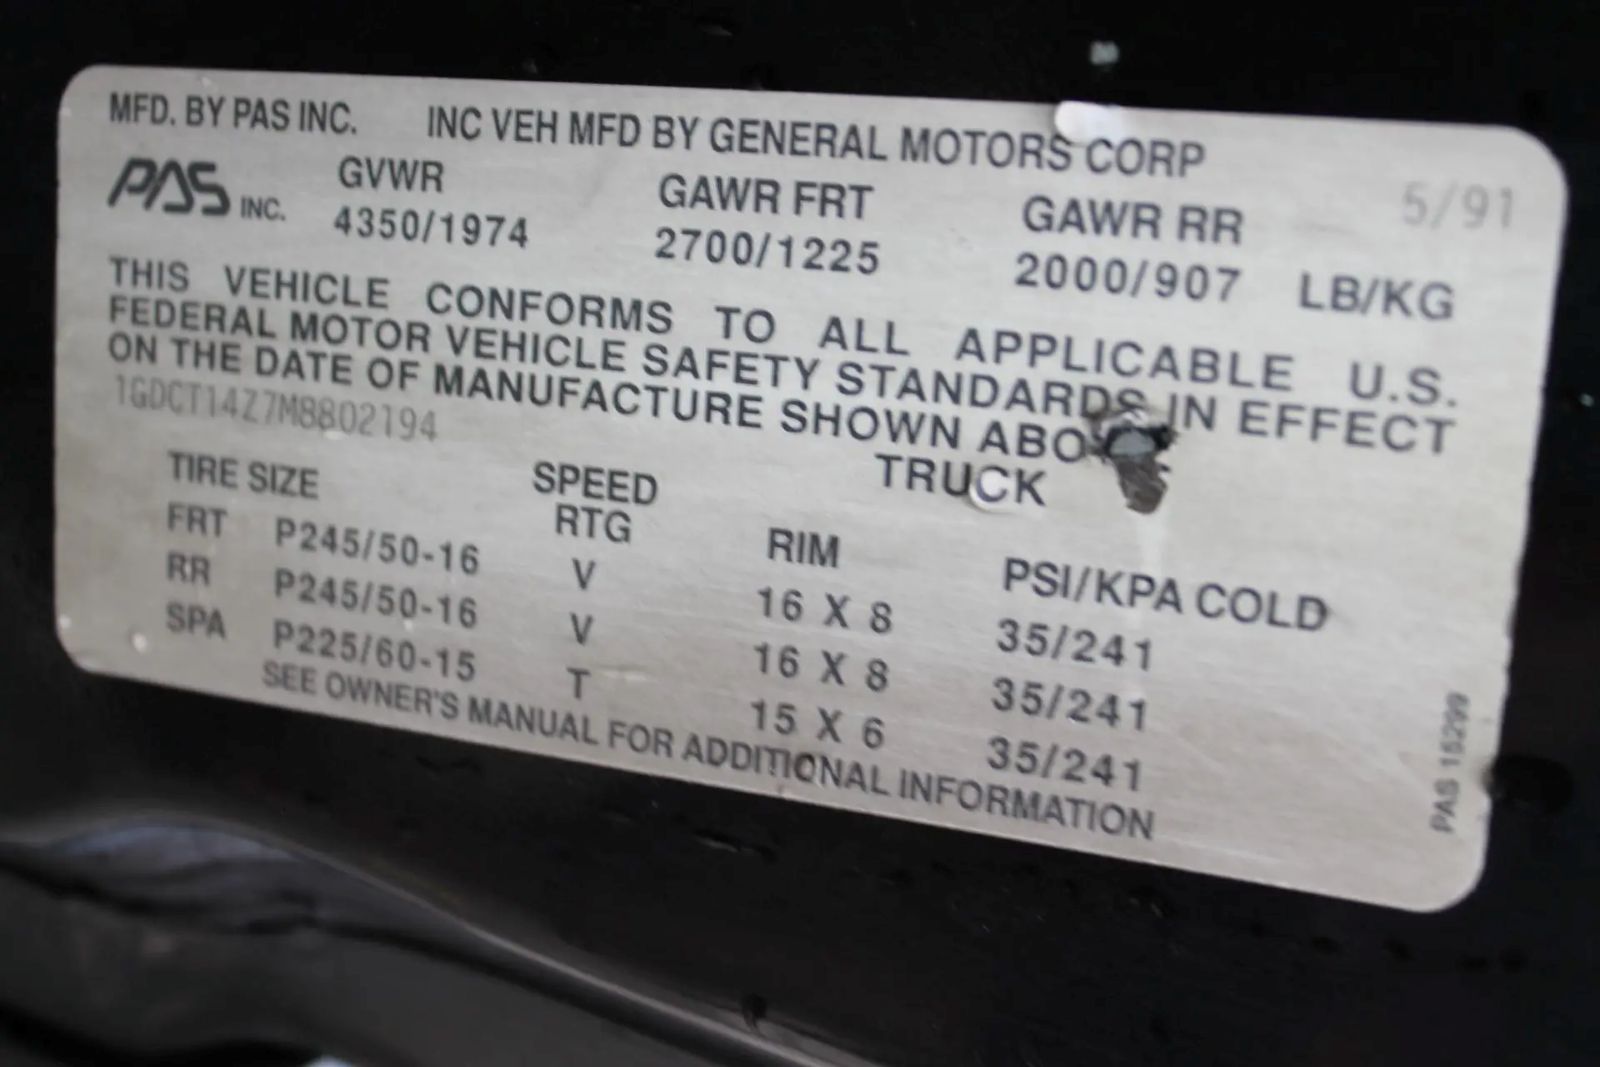 MFD. BY PAS INC. INC VEH MFD BY GENERAL MOTORS CORP
5/91
PAS INC. GVWR GAWR FRT GAWR RR
4350/1974 2700/1225 2000/907 LB/KG
THIS VEHICLE CONFORMS TO ALL APPLICABLE U.S.
FEDERAL MOTOR VEHICLE SAFETY STANDARDS IN EFFECT
ON THE DATE OF MANUFACTURE SHOWN ABO
1GDCT14Z7M8802194 TRUCK
TIRE SIZE SPEED RTG RIM PSI/KPA COLD
FRT P245/50-16 V 16 X 8 35/241
RR P245/50-16 V 16 X 8 35/241
SPA P225/60-15 T 15 X 6 35/241
SEE OWNER'S MANUAL FOR ADDITIONAL INFORMATION
PAS 15299